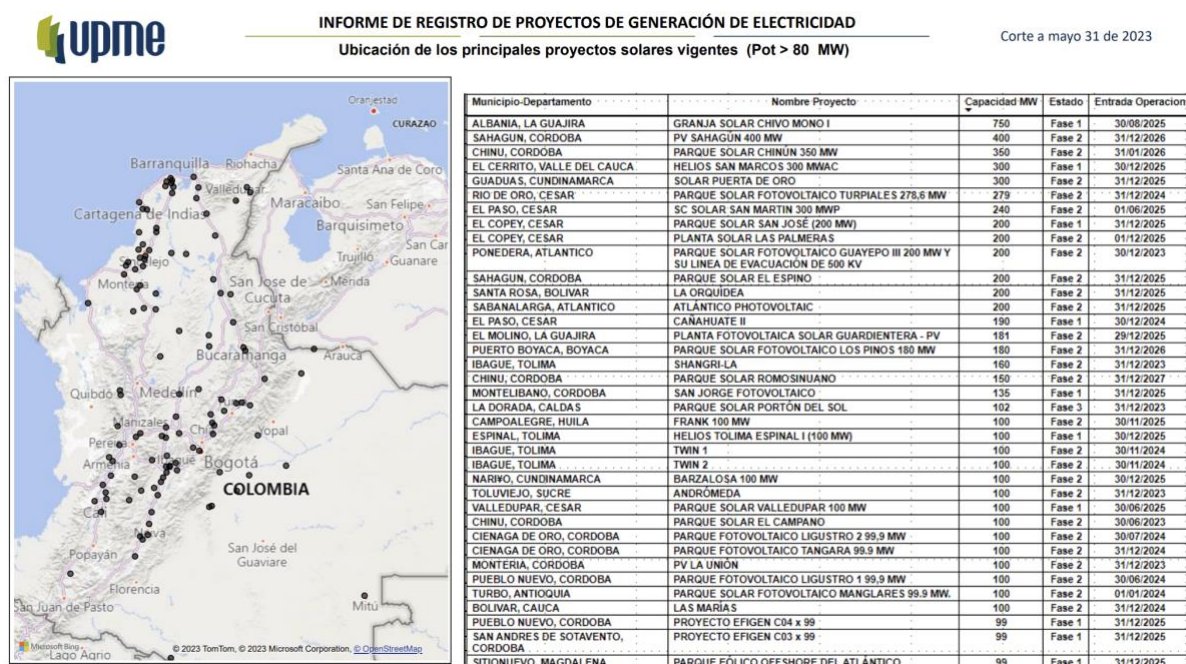 upme
INFORME DE REGISTRO DE PROYECTOS DE GENERACIÓN DE ELECTRICIDAD
Ubicación de los principales proyectos solares vigentes (Pot > 80 MW)
Corte a mayo 31 de 2023
Oranjestad
CURAZAO
Barranquilla
Riohacha
Santa Ana de Coro
Valledupar
Maracaibo
San Felipe
Cartagena de Indias
Barquisimeto
Trujillo
Guanare
San Jose de Cucuta
Mérida
San Cristóbal
Bucaramanga
Arauca
Quibdó
Medellín
Manizales
Yopal
Armenia
Bogotá
COLOMBIA
Popayán
San José del Guaviare
Florencia
San Juan de Pasto
Mitú
Lago Agrio
Microsoft Bing
© 2023 TomTom, © 2023 Microsoft Corporation, © OpenStreetMap
Municipio-Departamento Nombre Proyecto Capacidad MW Estado Entrada Operacion
ALBANIA, LA GUAJIRA GRANJA SOLAR CHIVO MONO I 750 Fase 1 30/08/2025
SAHAGUN, CORDOBA PV SAHAGÚN 400 MW 400 Fase 2 31/12/2026
CHINU, CORDOBA PARQUE SOLAR CHINÚN 350 MW 350 Fase 2 31/01/2026
EL CERRITO, VALLE DEL CAUCA HELIOS SAN MARCOS 300 MWAC 300 Fase 1 30/12/2025
GUADUAS, CUNDINAMARCA SOLAR PUERTA DE ORO 300 Fase 2 31/12/2025
RIO DE ORO, CESAR PARQUE SOLAR FOTOVOLTAICO TURPIALES 278,6 MW 279 Fase 2 31/12/2024
EL PASO, CESAR SC SOLAR SAN MARTIN 300 MWP 240 Fase 2 01/06/2025
EL COPEY, CESAR PARQUE SOLAR SAN JOSÉ (200 MW) 200 Fase 1 31/12/2025
EL COPEY, CESAR PLANTA SOLAR LAS PALMERAS 200 Fase 2 01/12/2025
PONEDERA, ATLANTICO PARQUE SOLAR FOTOVOLTAICO GUAYEPO III 200 MW Y 200 Fase 2 30/12/2023
SU LINEA DE EVACUACIÓN DE 500 KV
SAHAGUN, CORDOBA PARQUE SOLAR EL ESPINO 200 Fase 2 31/12/2025
SANTA ROSA, BOLIVAR LA ORQUÍDEA 200 Fase 2 31/12/2025
SABANALARGA, ATLANTICO ATLÁNTICO PHOTOVOLTAIC 200 Fase 2 31/12/2025
EL PASO, CESAR CAÑAHUATE II 190 Fase 1 30/12/2024
EL MOLINO, LA GUAJIRA PLANTA FOTOVOLTAICA SOLAR GUARDIENTERA - PV 181 Fase 2 29/12/2025
PUERTO BOYACA, BOYACA PARQUE SOLAR FOTOVOLTAICO LOS PINOS 180 MW 180 Fase 2 31/12/2026
IBAGUE, TOLIMA SHANGRI-LA 160 Fase 2 31/12/2023
CHINU, CORDOBA PARQUE SOLAR ROMOSINUANO 150 Fase 2 31/12/2027
MONTELIBANO, CORDOBA SAN JORGE FOTOVOLTAICO 135 Fase 1 31/12/2025
LA DORADA, CALDAS PARQUE SOLAR PORTÓN DEL SOL 102 Fase 3 31/12/2023
CAMPOALEGRE, HUILA FRANK 100 MW 100 Fase 2 30/11/2025
ESPINAL, TOLIMA HELIOS TOLIMA ESPINAL I (100 MW) 100 Fase 1 30/12/2025
IBAGUE, TOLIMA TWIN 1 100 Fase 2 30/11/2024
IBAGUE, TOLIMA TWIN 2 100 Fase 2 30/11/2024
NARI¥O, CUNDINAMARCA BARZALOSA 100 MW 100 Fase 2 30/12/2025
TOLUVIEJO, SUCRE ANDRÓMEDA 100 Fase 2 31/12/2023
VALLEDUPAR, CESAR PARQUE SOLAR VALLEDUPAR 100 MW 100 Fase 1 30/06/2025
CHINU, CORDOBA PARQUE SOLAR EL CAMPANO 100 Fase 2 30/06/2023
CIENAGA DE ORO, CORDOBA PARQUE FOTOVOLTAICO LIGUSTRO 2 99,9 MW 100 Fase 2 30/07/2024
CIENAGA DE ORO, CORDOBA PARQUE FOTOVOLTAICO TANGARA 99.9 MW 100 Fase 2 31/12/2024
MONTERIA, CORDOBA PV LA UNIÓN 100 Fase 2 31/12/2023
PUEBLO NUEVO, CORDOBA PARQUE FOTOVOLTAICO LIGUSTRO 1 99,9 MW 100 Fase 2 30/06/2024
TURBO, ANTIOQUIA PARQUE SOLAR FOTOVOLTAICO MANGLARES 99.9 MW. 100 Fase 2 01/01/2024
BOLIVAR, CAUCA LAS MARÍAS 100 Fase 2 31/12/2024
PUEBLO NUEVO, CORDOBA PROYECTO EFIGEN C04 x 99 99 Fase 1 31/12/2025
SAN ANDRES DE SOTAVENTO, PROYECTO EFIGEN C03 x 99 99 Fase 1 31/12/2025
CORDOBA
SITIONUEVO, MAGDALENA PARQUE EÓLICO OFFSHORE DEL ATLÁNTICO 99 Fase 1 31/12/2025